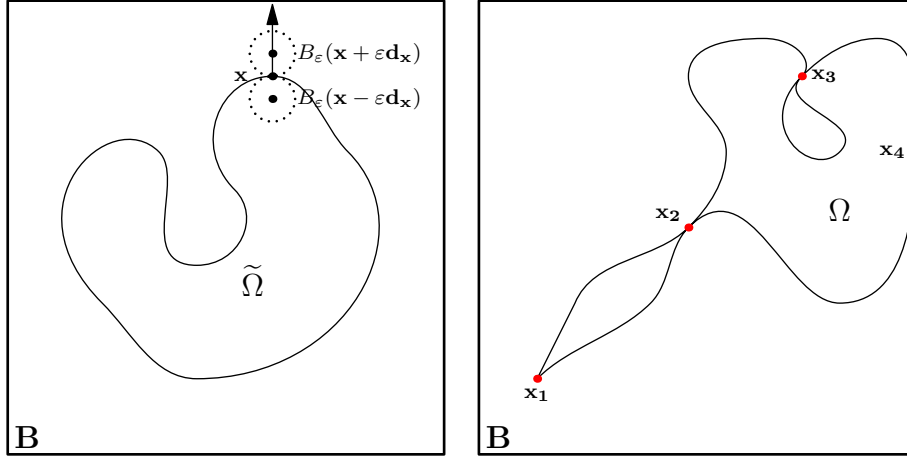 B_ε(x + εd_x)
x
B_ε(x − εd_x)
Ω̃
B
x₃
x₄
x₂
Ω
x₁
B